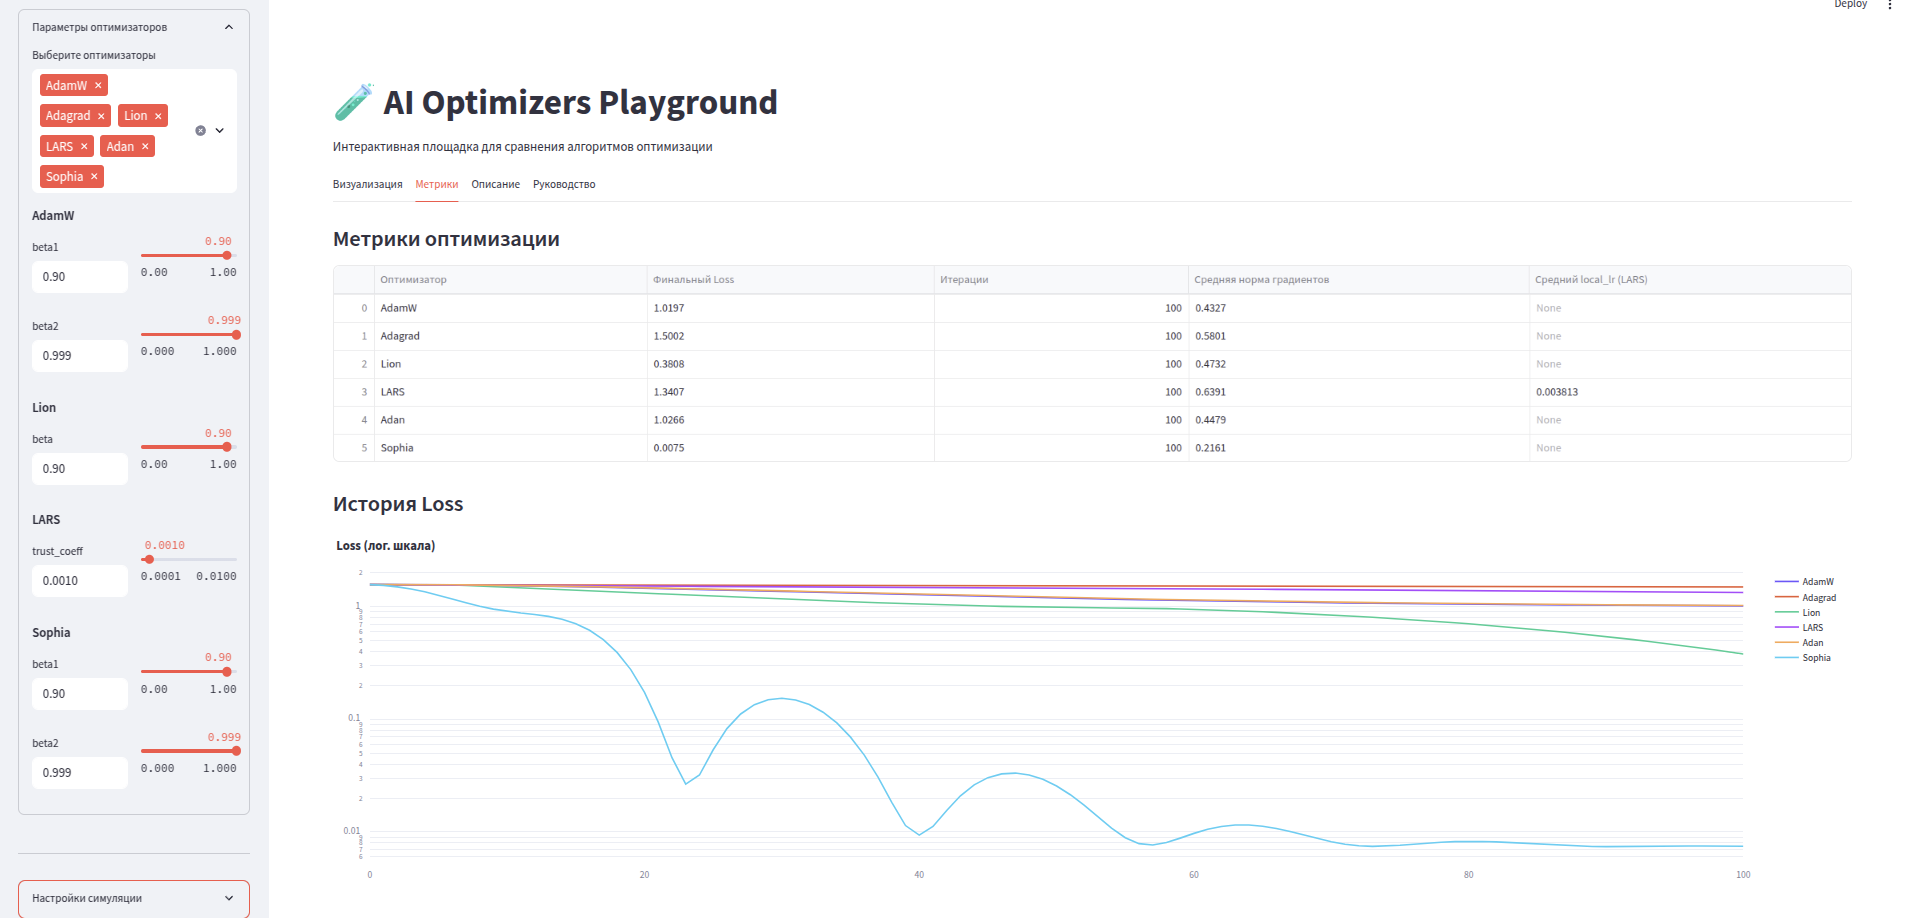 Параметры оптимизаторов
Выберите оптимизаторы
AdamW ×
Adagrad × Lion ×
LARS × Adan ×
Sophia ×
AdamW
beta1
0.90
0.90
0.00 1.00
beta2
0.999
0.999
0.000 1.000
Lion
beta
0.90
0.90
0.00 1.00
LARS
trust_coeff
0.0010
0.0010
0.0001 0.0100
Sophia
beta1
0.90
0.90
0.00 1.00
beta2
0.999
0.999
0.000 1.000
Настройки симуляции
Deploy
AI Optimizers Playground
Интерактивная площадка для сравнения алгоритмов оптимизации
Визуализация Метрики Описание Руководство
Метрики оптимизации
Оптимизатор Финальный Loss Итерации Средняя норма градиентов Средний local_lr (LARS)
0 AdamW 1.0197 100 0.4327 None
1 Adagrad 1.5002 100 0.5801 None
2 Lion 0.3808 100 0.4732 None
3 LARS 1.3407 100 0.6391 0.003813
4 Adan 1.0266 100 0.4479 None
5 Sophia 0.0075 100 0.2161 None
История Loss
Loss (лог. шкала)
2
1
9
8
7
6
5
4
3
2
0.1
9
8
7
6
5
4
3
2
0.01
9
8
7
6
0 20 40 60 80 100
AdamW
Adagrad
Lion
LARS
Adan
Sophia